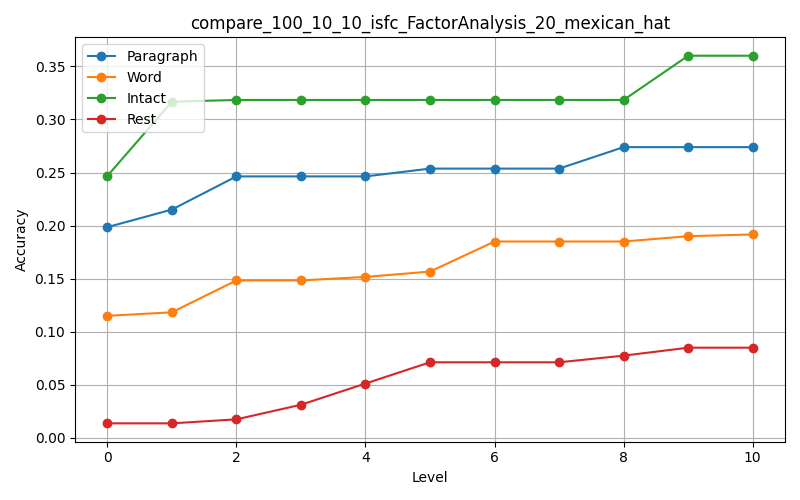 compare_100_10_10_isfc_FactorAnalysis_20_mexican_hat
Paragraph
Word
Intact
Rest
0.35
0.30
0.25
0.20
0.15
0.10
0.05
0.00
Accuracy
0 2 4 6 8 10
Level